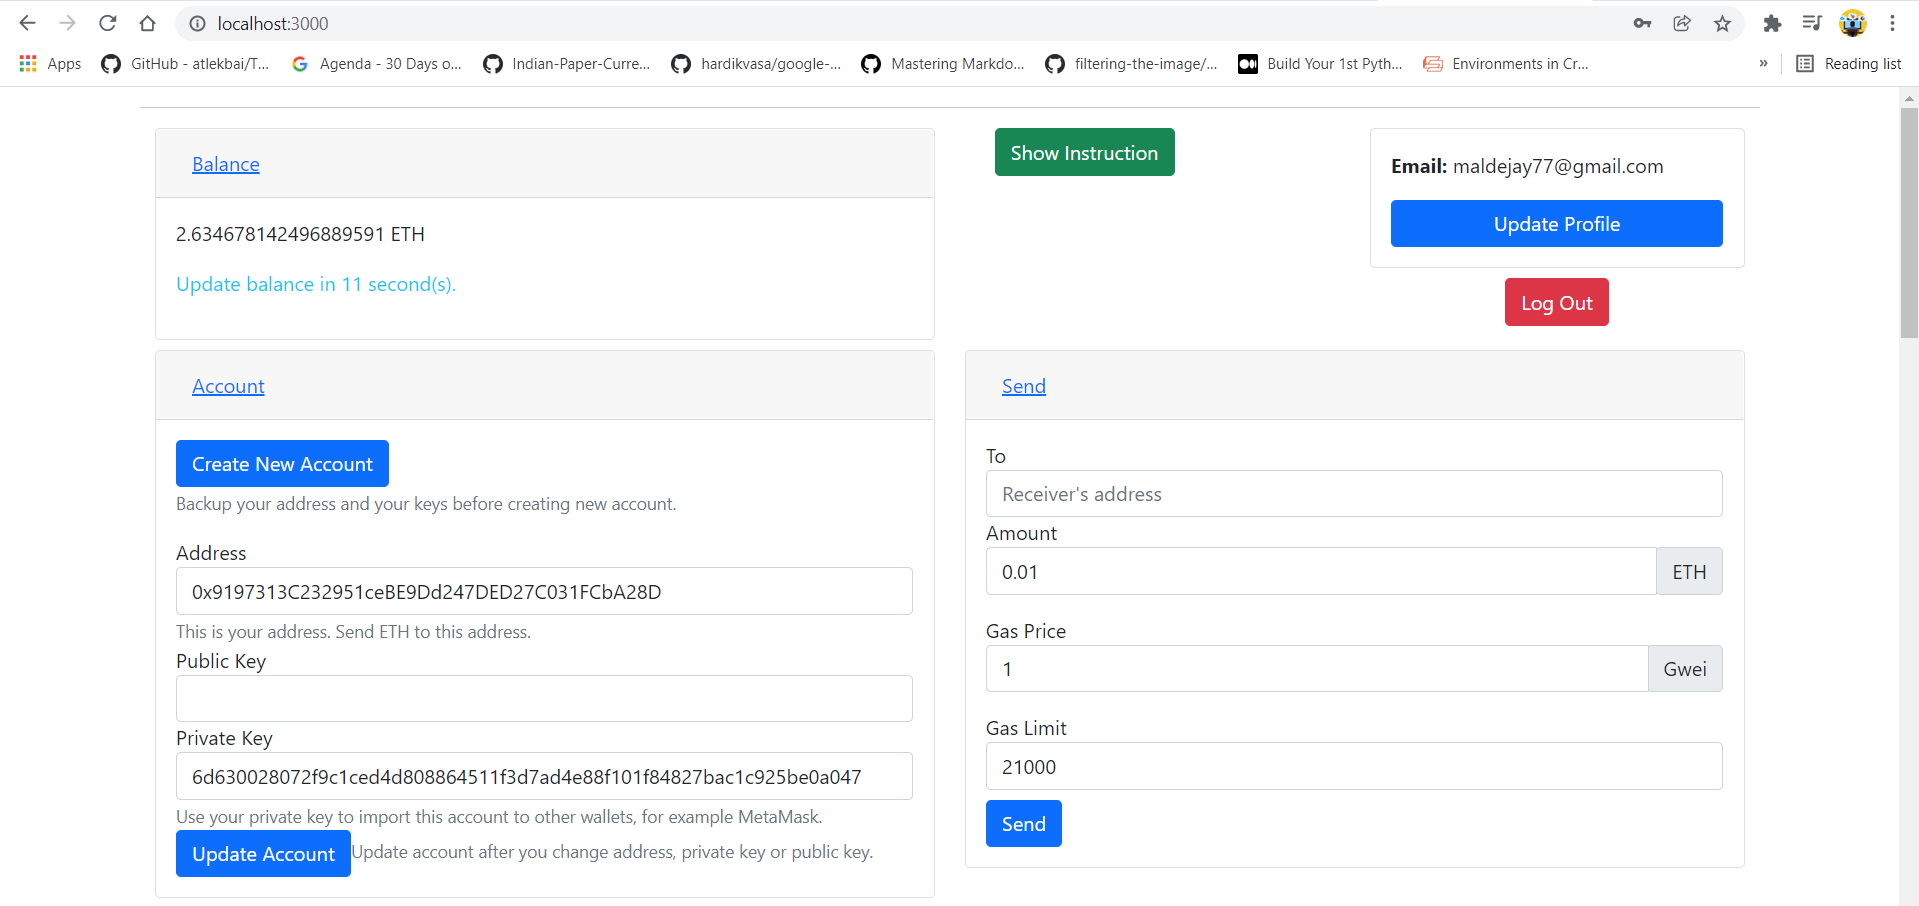 localhost:3000
Apps
GitHub - atlekbai/T...
Agenda - 30 Days o...
Indian-Paper-Curre...
hardikvasa/google-...
Mastering Markdo...
filtering-the-image/...
Build Your 1st Pyth...
Environments in Cr...
»
Reading list
Balance
2.634678142496889591 ETH
Update balance in 11 second(s).
Show Instruction
Email: maldejay77@gmail.com
Update Profile
Log Out
Account
Create New Account
Backup your address and your keys before creating new account.
Address
0x9197313C232951ceBE9Dd247DED27C031FCbA28D
This is your address. Send ETH to this address.
Public Key
Private Key
6d630028072f9c1ced4d808864511f3d7ad4e88f101f84827bac1c925be0a047
Use your private key to import this account to other wallets, for example MetaMask.
Update Account
Update account after you change address, private key or public key.
Send
To
Receiver's address
Amount
0.01
ETH
Gas Price
1
Gwei
Gas Limit
21000
Send